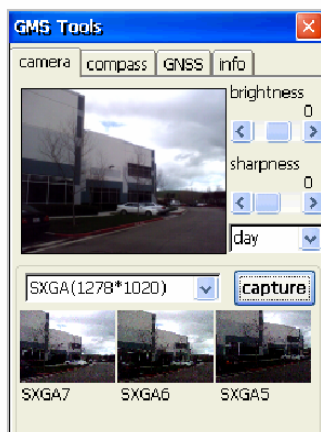 GMS Tools
camera compass GNSS info
brightness
0
sharpness
0
day
SXGA(1278*1020) capture
SXGA7 SXGA6 SXGA5